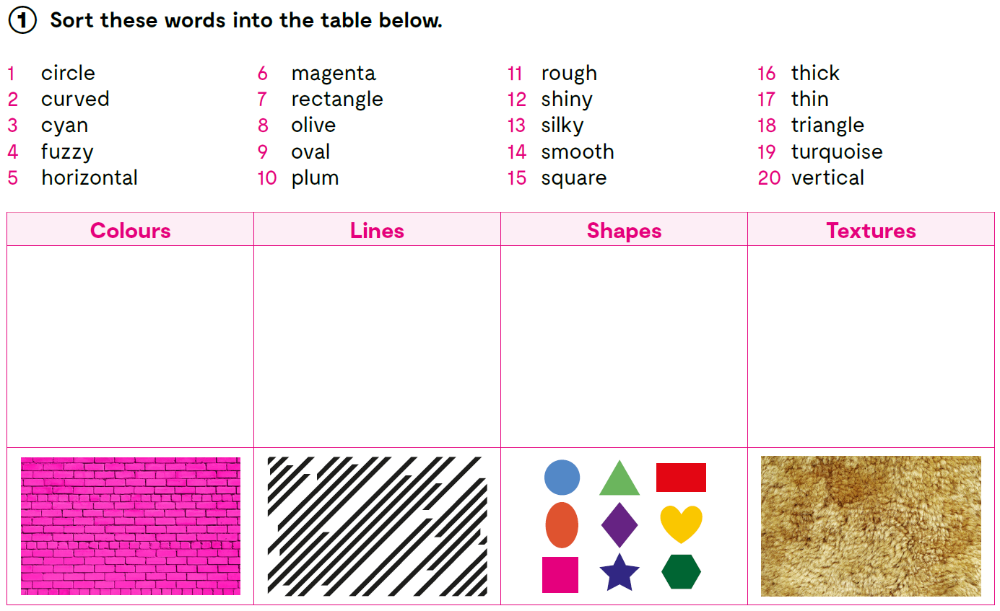 1 Sort these words into the table below.
1 circle
2 curved
3 cyan
4 fuzzy
5 horizontal
6 magenta
7 rectangle
8 olive
9 oval
10 plum
11 rough
12 shiny
13 silky
14 smooth
15 square
16 thick
17 thin
18 triangle
19 turquoise
20 vertical
Colours
Lines
Shapes
Textures